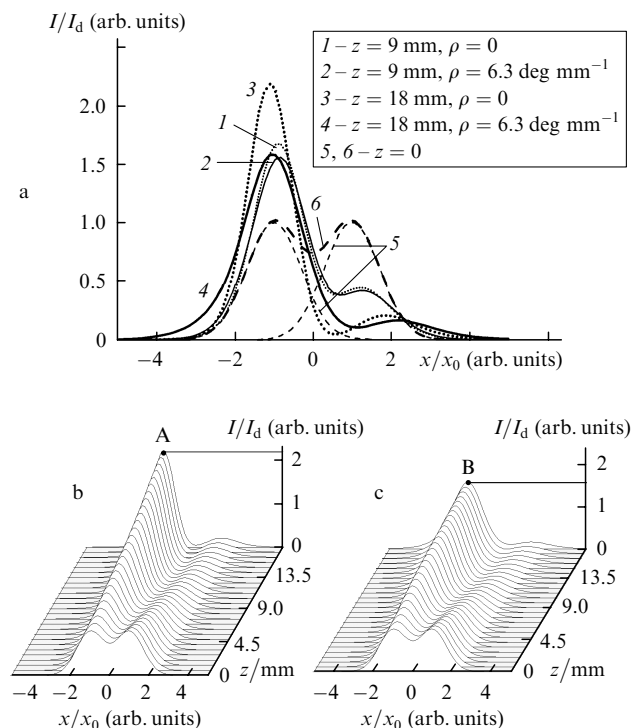 I/I_d (arb. units)
1 – z = 9 mm, ρ = 0
2 – z = 9 mm, ρ = 6.3 deg mm⁻¹
3 – z = 18 mm, ρ = 0
4 – z = 18 mm, ρ = 6.3 deg mm⁻¹
5, 6 – z = 0
3
2.0
1
1.5
2
a
6
1.0
5
0.5
4
0
−4 −2 0 2 x/x₀ (arb. units)
I/I_d (arb. units)
I/I_d (arb. units)
A
2
b
1
0
13.5
9.0
4.5
z/mm
0
−4 −2 0 2 4
x/x₀ (arb. units)
B
2
c
1
0
13.5
9.0
4.5
z/mm
0
−4 −2 0 2 4
x/x₀ (arb. units)